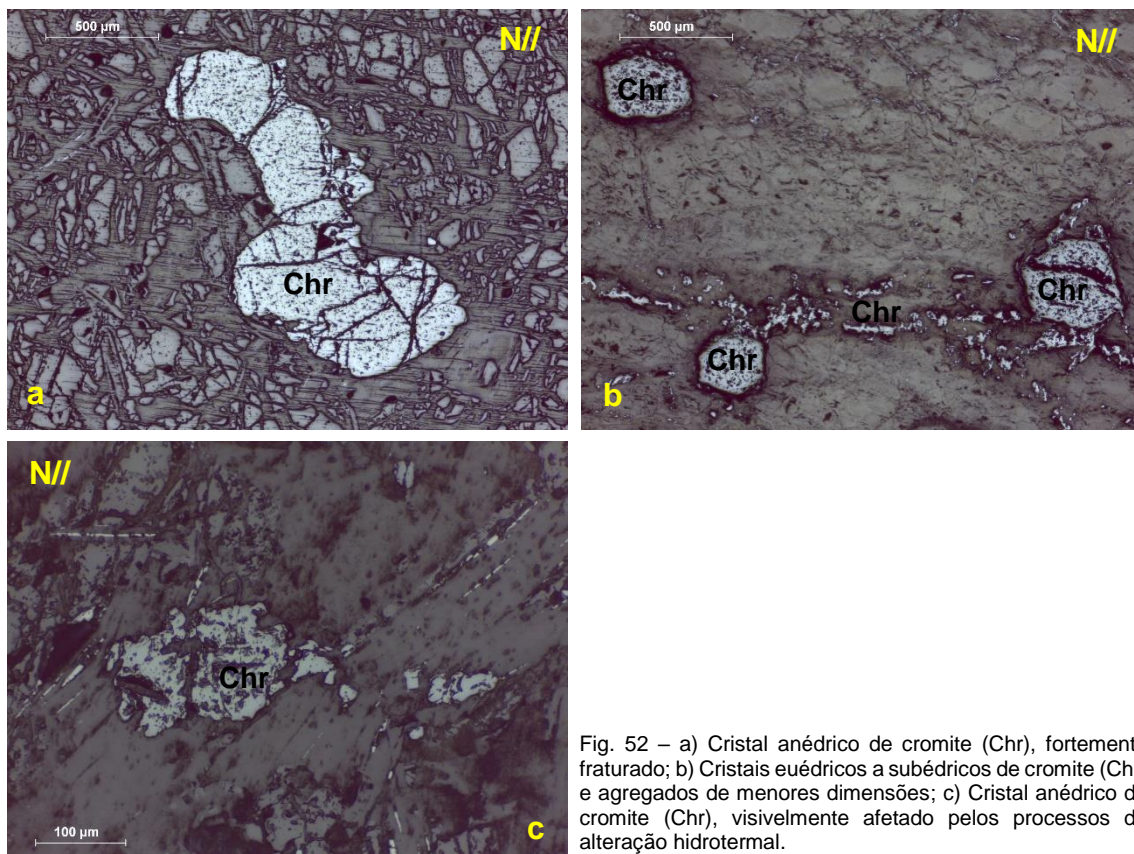 500 µm
N//
Chr
a
500 µm
N//
Chr
Chr
Chr
Chr
b
N//
Chr
100 µm
c
Fig. 52 – a) Cristal anédrico de cromite (Chr), fortement
fraturado; b) Cristais euédricos a subédricos de cromite (Ch
e agregados de menores dimensões; c) Cristal anédrico d
cromite (Chr), visivelmente afetado pelos processos d
alteração hidrotermal.